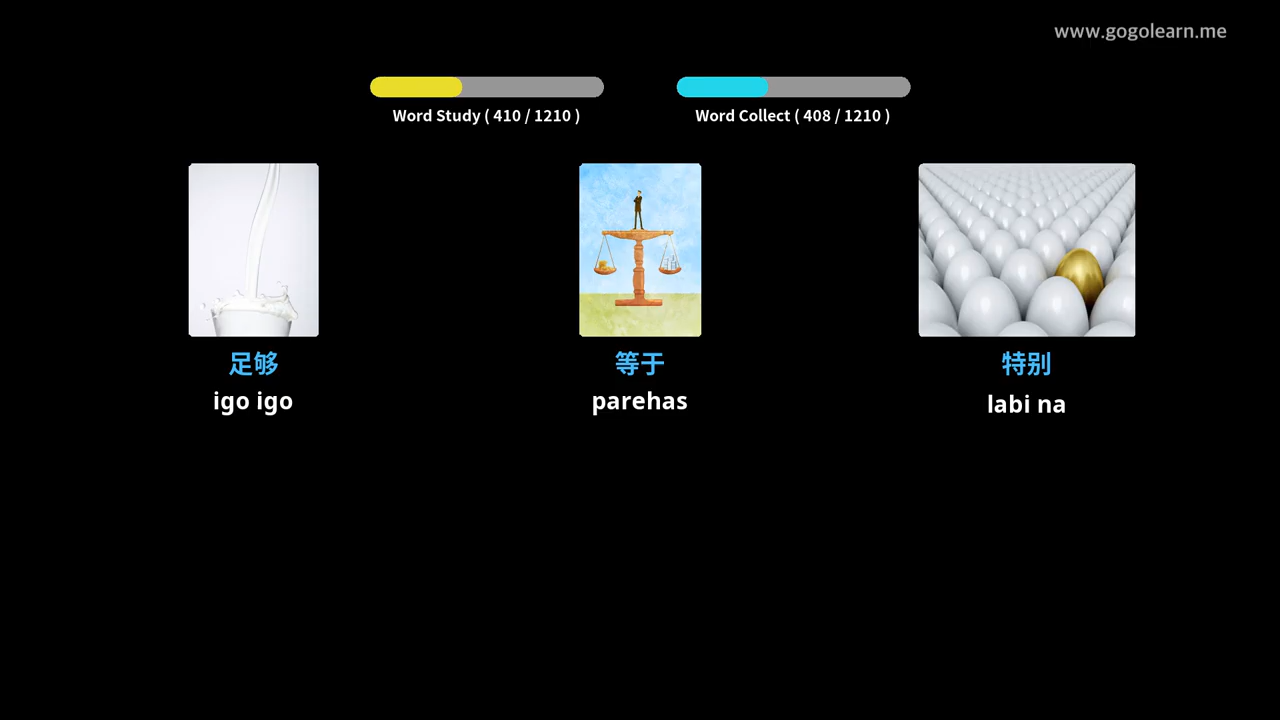 www.gogolearn.me
Word Study ( 410 / 1210 )
Word Collect ( 408 / 1210 )
足够
igo igo
等于
parehas
特别
labi na